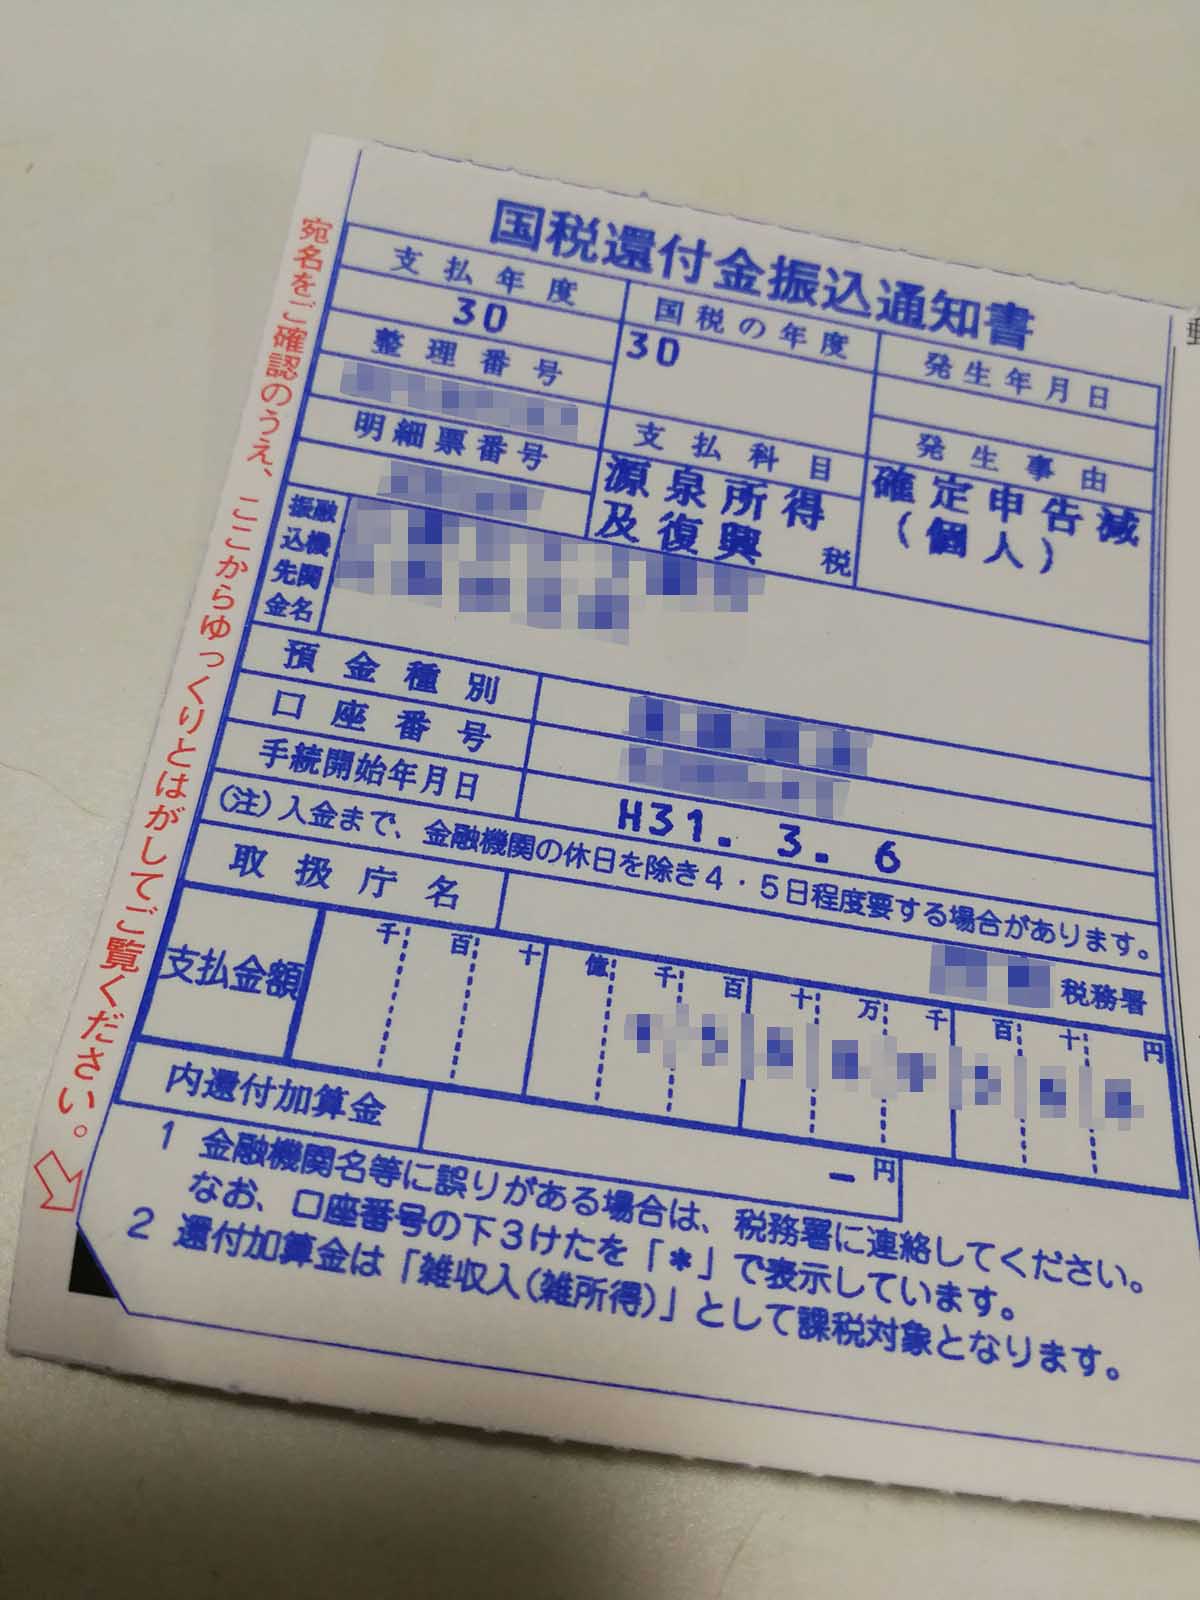 宛名をご確認のうえ、ここからゆっくりとはがしてご覧ください。
国税還付金振込通知書
支払年度
30
国税の年度
30
発生年月日
整理番号
支払科目
源泉所得
及復興 税
発生事由
確定申告減
(個人)
明細票番号
振込先金融機関名
預金種別
口座番号
手続開始年月日
H31. 3. 6
(注)入金まで、金融機関の休日を除き4・5日程度要する場合があります。
取扱庁名
税務署
支払金額
千 百 十 億 千 百 十 万 千 百 十 円
内還付加算金
- 円
1 金融機関名等に誤りがある場合は、税務署に連絡してください。
なお、口座番号の下3けたを「*」で表示しています。
2 還付加算金は「雑収入(雑所得)」として課税対象となります。